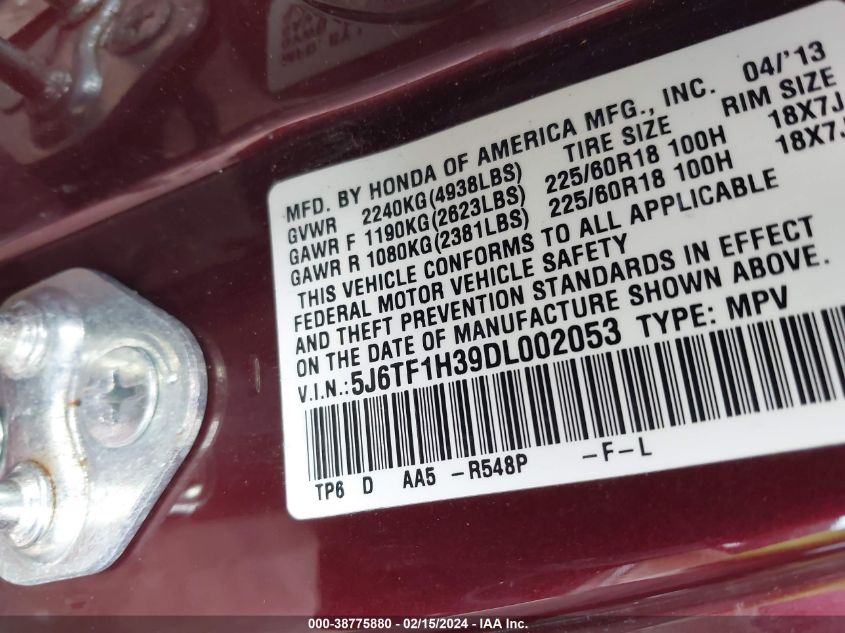 MFD. BY HONDA OF AMERICA MFG., INC. 04/'13
GVWR 2240KG(4938LBS) TIRE SIZE RIM SIZE
GAWR F 1190KG(2623LBS) 225/60R18 100H 18X7J
GAWR R 1080KG(2381LBS) 225/60R18 100H 18X7J
THIS VEHICLE CONFORMS TO ALL APPLICABLE
FEDERAL MOTOR VEHICLE SAFETY
AND THEFT PREVENTION STANDARDS IN EFFECT
ON THE DATE OF MANUFACTURE SHOWN ABOVE.
V.I.N.:5J6TF1H39DL002053 TYPE: MPV
TP6 D AA5 -R548P -F-L
000-38775880 - 02/15/2024 - IAA Inc.